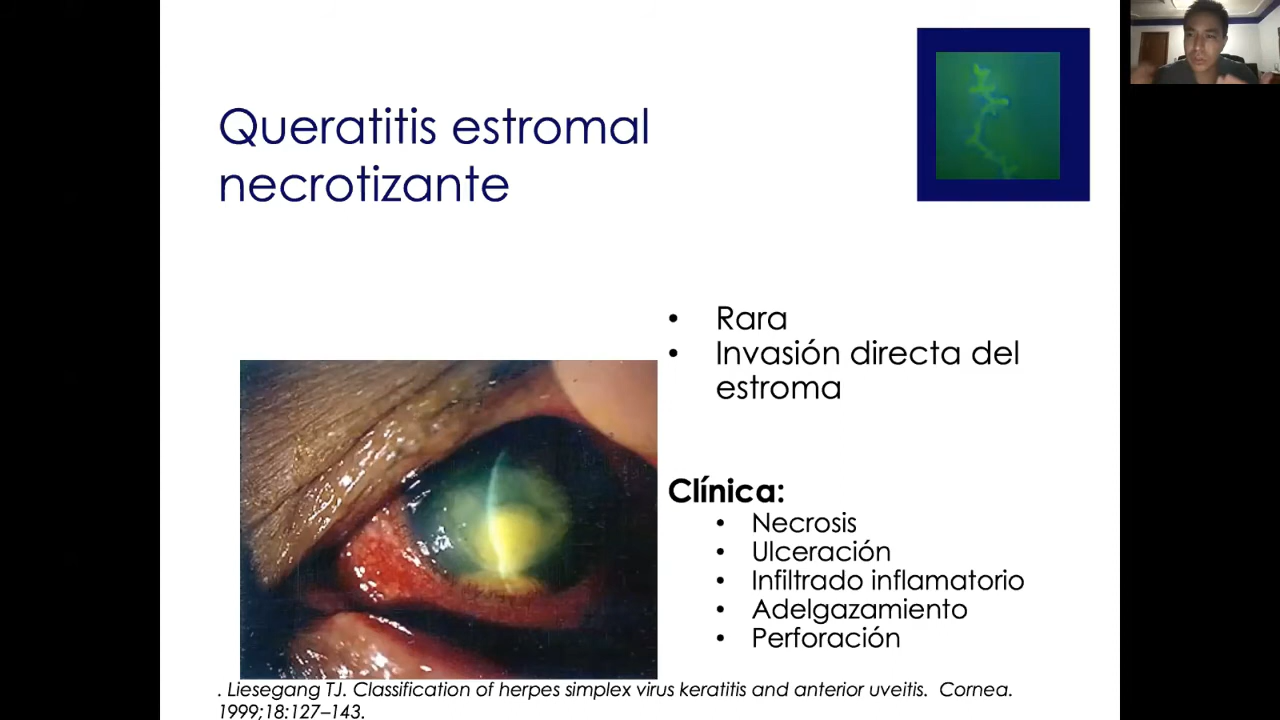 Queratitis estromal
necrotizante
• Rara
• Invasión directa del
estroma
Clínica:
• Necrosis
• Ulceración
• Infiltrado inflamatorio
• Adelgazamiento
• Perforación
. Liesegang TJ. Classification of herpes simplex virus keratitis and anterior uveitis. Cornea.
1999;18:127–143.